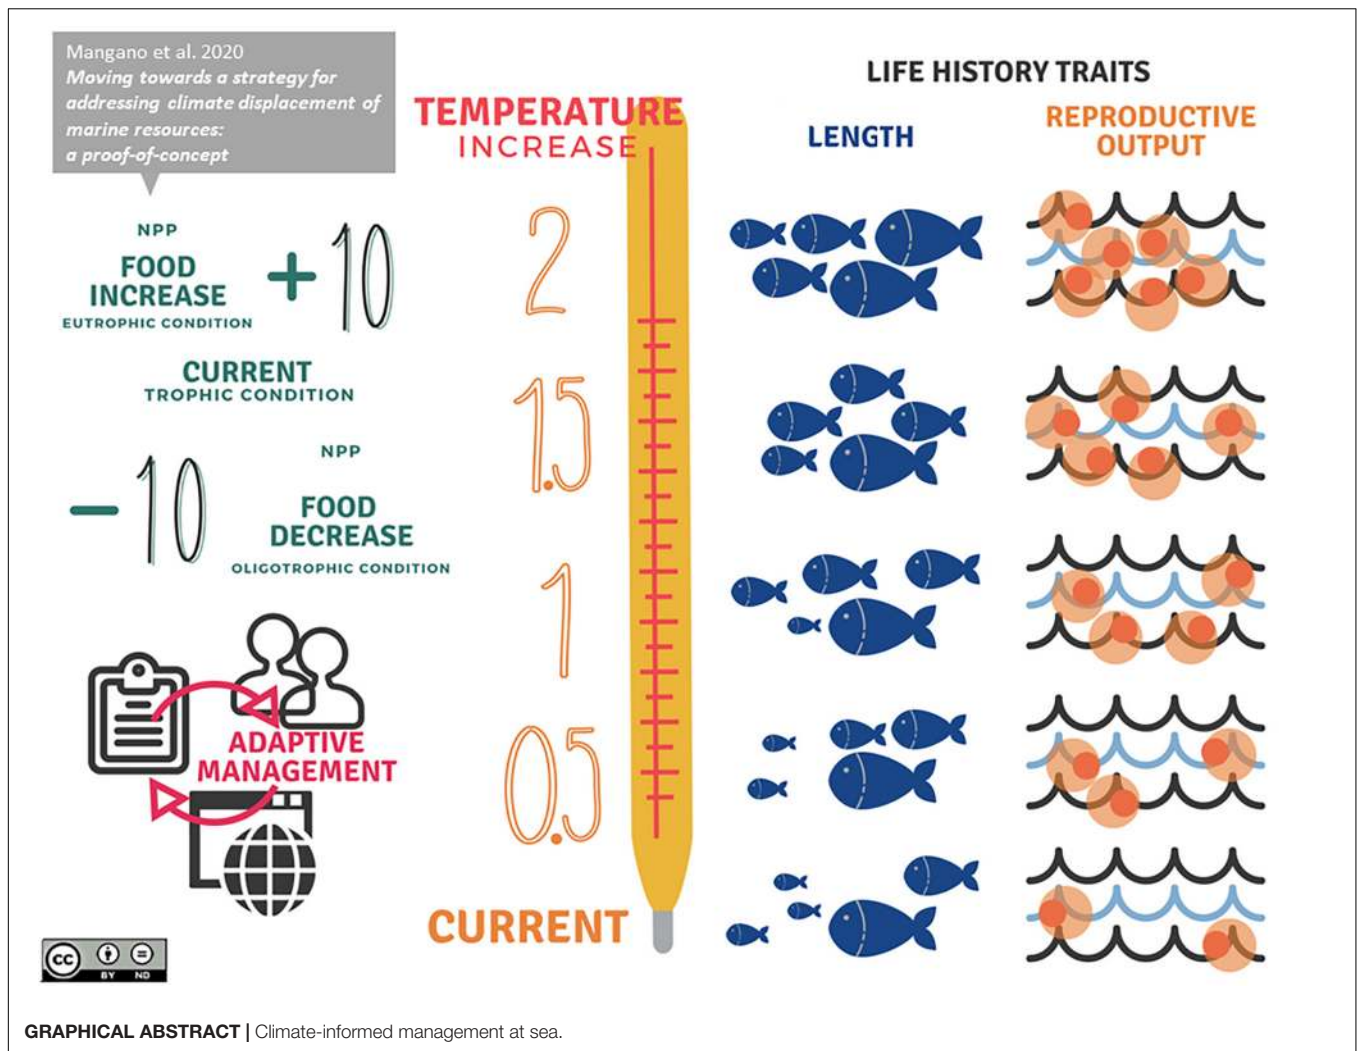 Mangano et al. 2020
Moving towards a strategy for
addressing climate displacement of
marine resources:
a proof-of-concept
NPP
FOOD
INCREASE
EUTROPHIC CONDITION
+10
CURRENT
TROPHIC CONDITION
-10
NPP
FOOD
DECREASE
OLIGOTROPHIC CONDITION
ADAPTIVE
MANAGEMENT
TEMPERATURE
INCREASE
2
1.5
1
0.5
CURRENT
LIFE HISTORY TRAITS
LENGTH
REPRODUCTIVE
OUTPUT
cc
BY ND
GRAPHICAL ABSTRACT | Climate-informed management at sea.